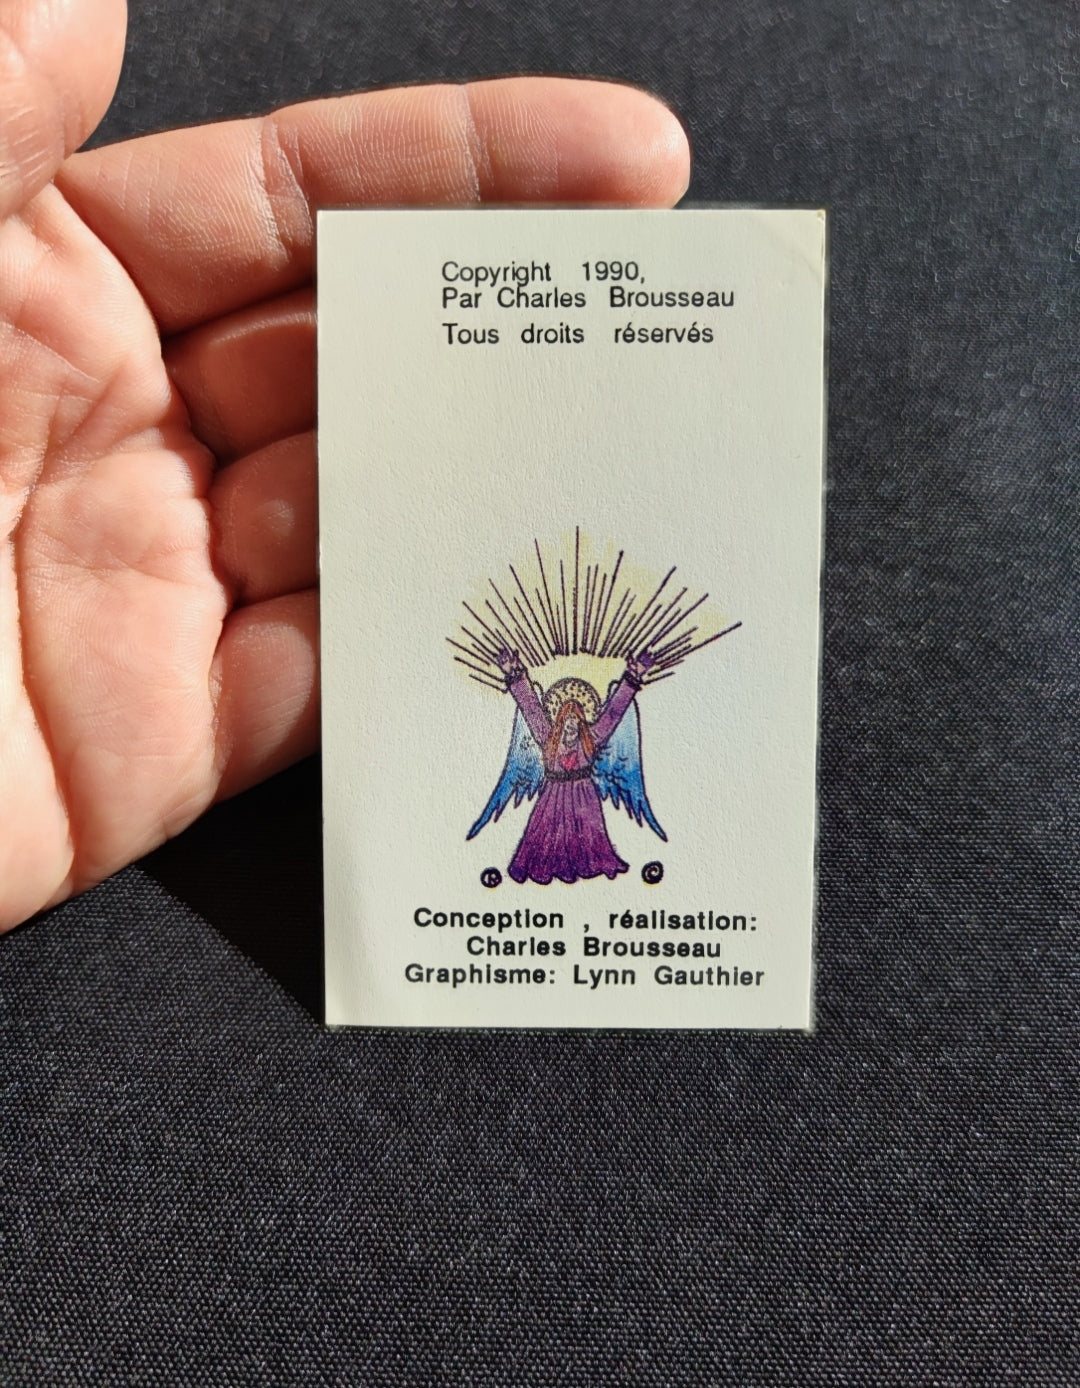 Copyright 1990,
Par Charles Brousseau
Tous droits réservés
Conception , réalisation:
Charles Brousseau
Graphisme: Lynn Gauthier